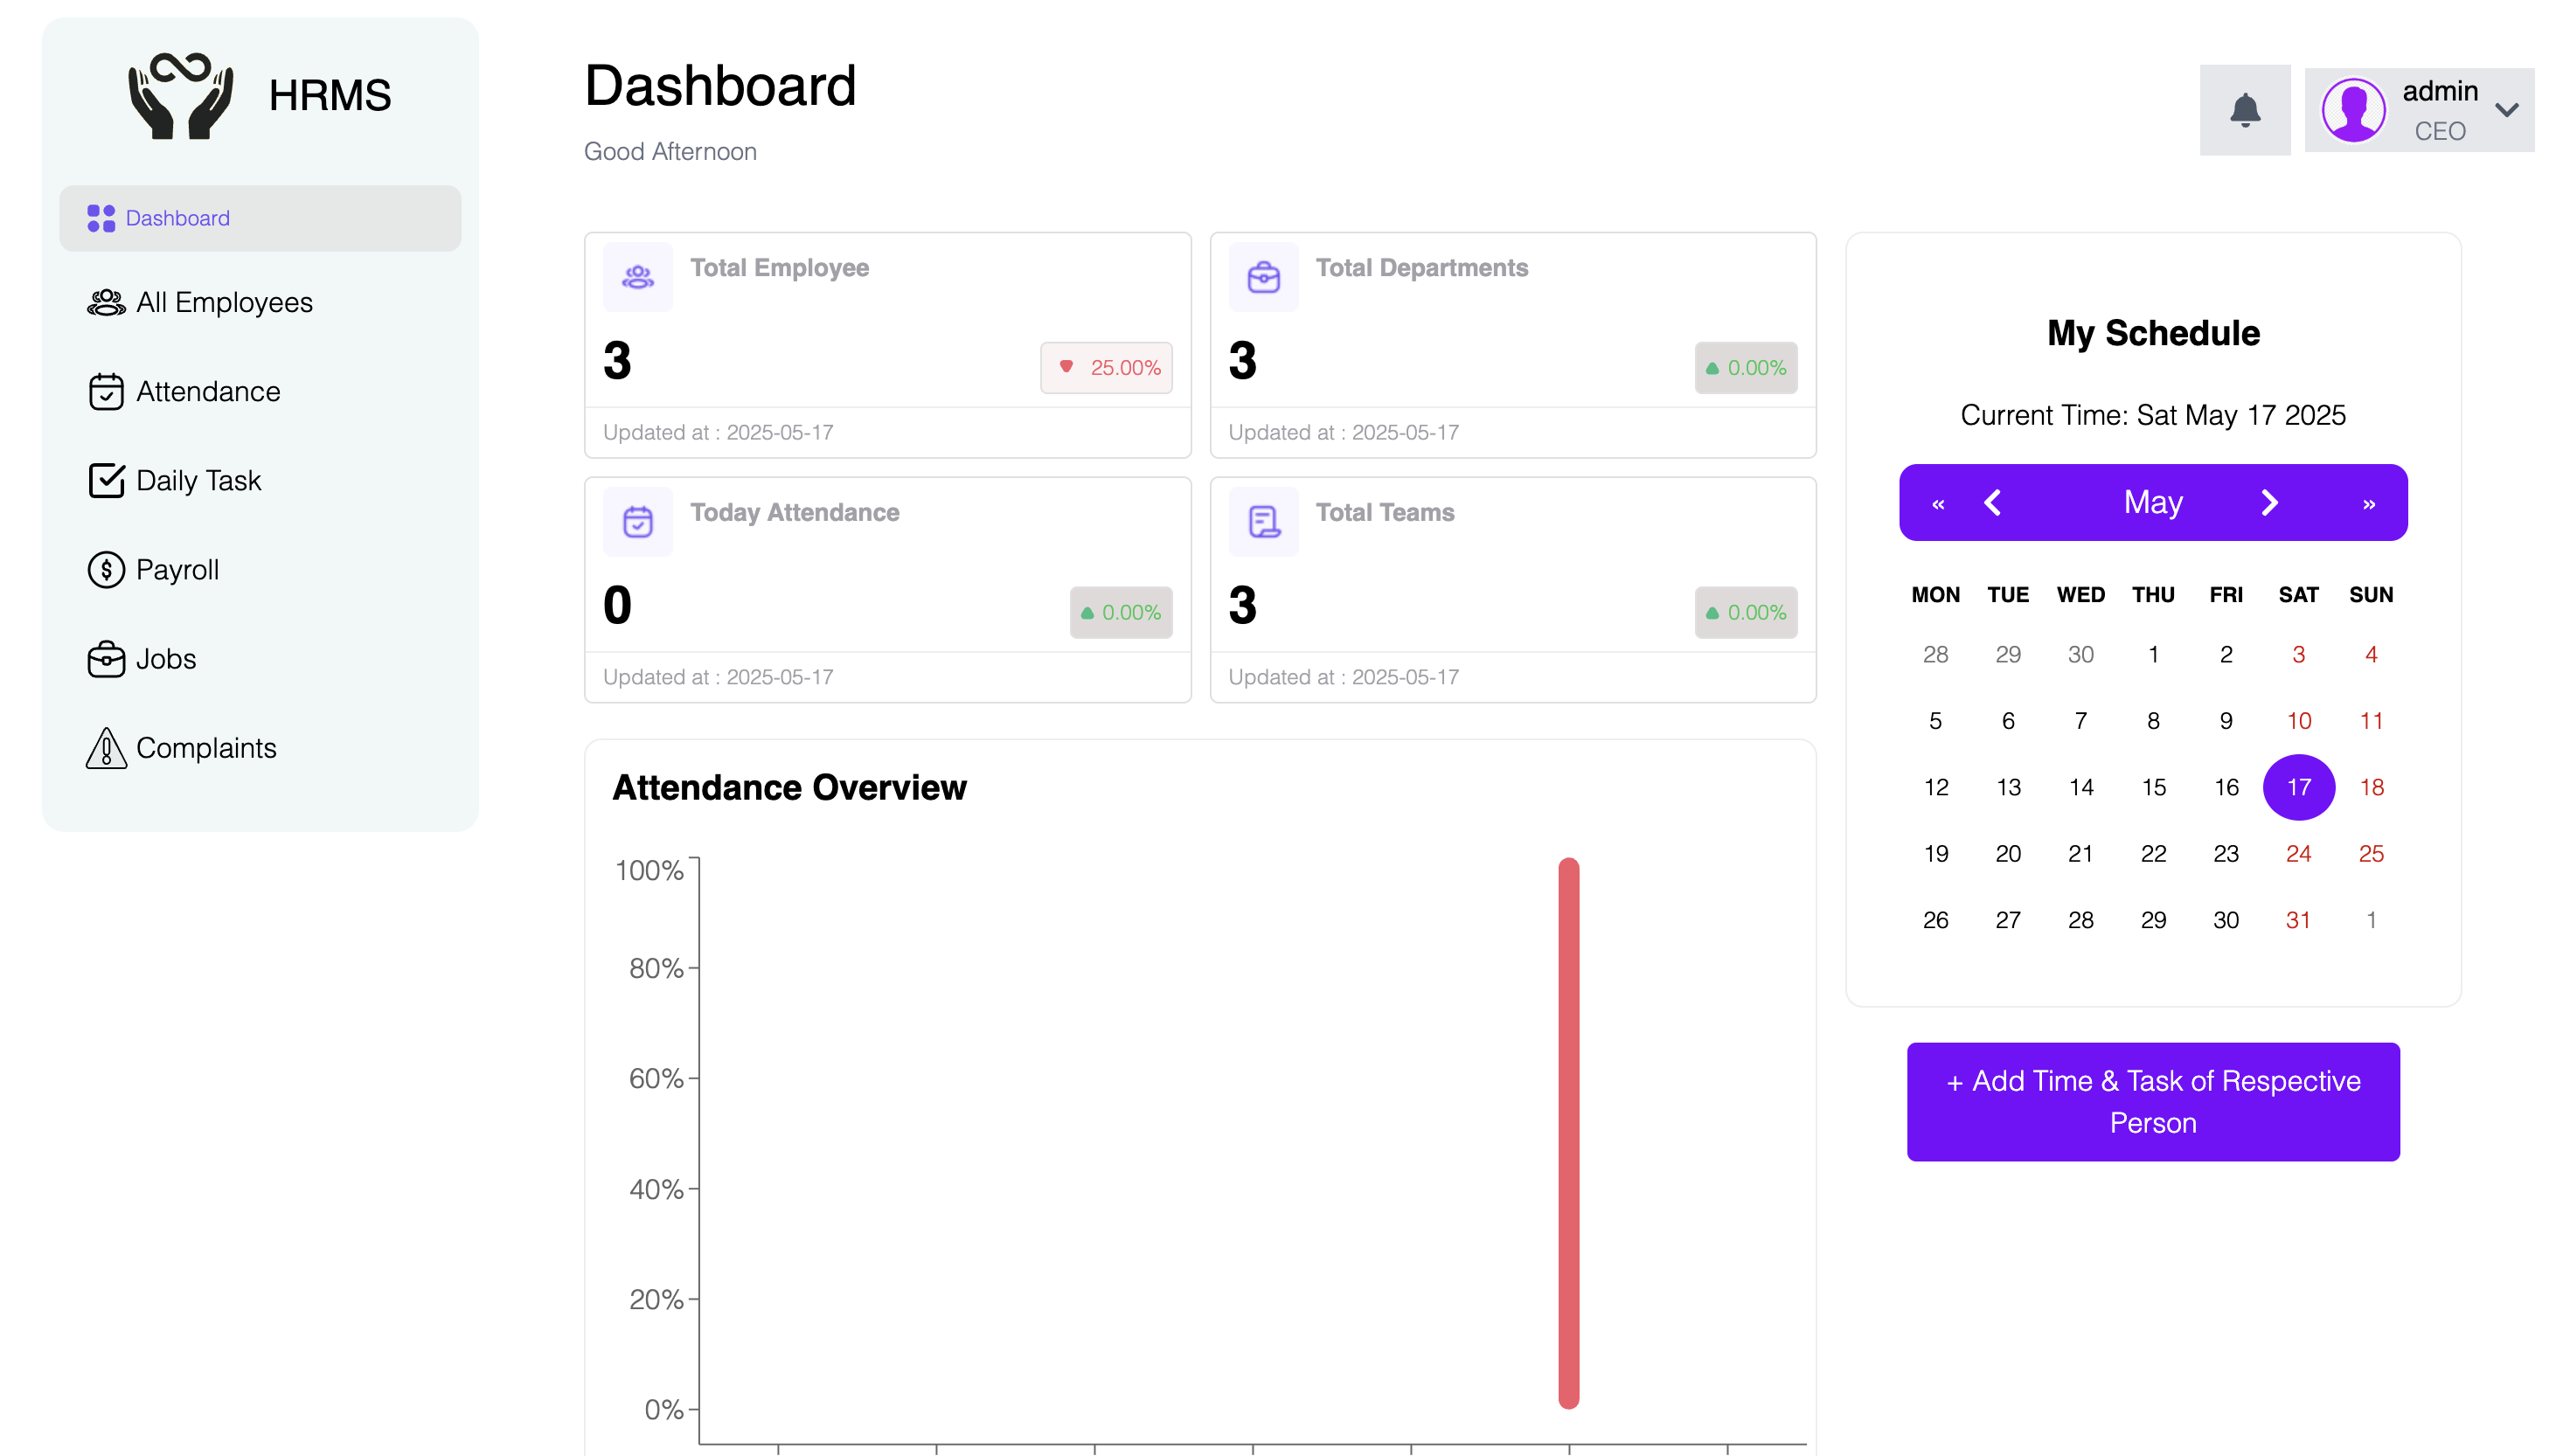 HRMS
Dashboard
All Employees
Attendance
Daily Task
Payroll
Jobs
Complaints
Dashboard
Good Afternoon
admin
CEO
Total Employee
3
25.00%
Updated at : 2025-05-17
Total Departments
3
0.00%
Updated at : 2025-05-17
Today Attendance
0
0.00%
Updated at : 2025-05-17
Total Teams
3
0.00%
Updated at : 2025-05-17
Attendance Overview
100%
80%
60%
40%
20%
0%
My Schedule
Current Time: Sat May 17 2025
« May »
MON TUE WED THU FRI SAT SUN
28 29 30 1 2 3 4
5 6 7 8 9 10 11
12 13 14 15 16 17 18
19 20 21 22 23 24 25
26 27 28 29 30 31 1
+ Add Time & Task of Respective
Person